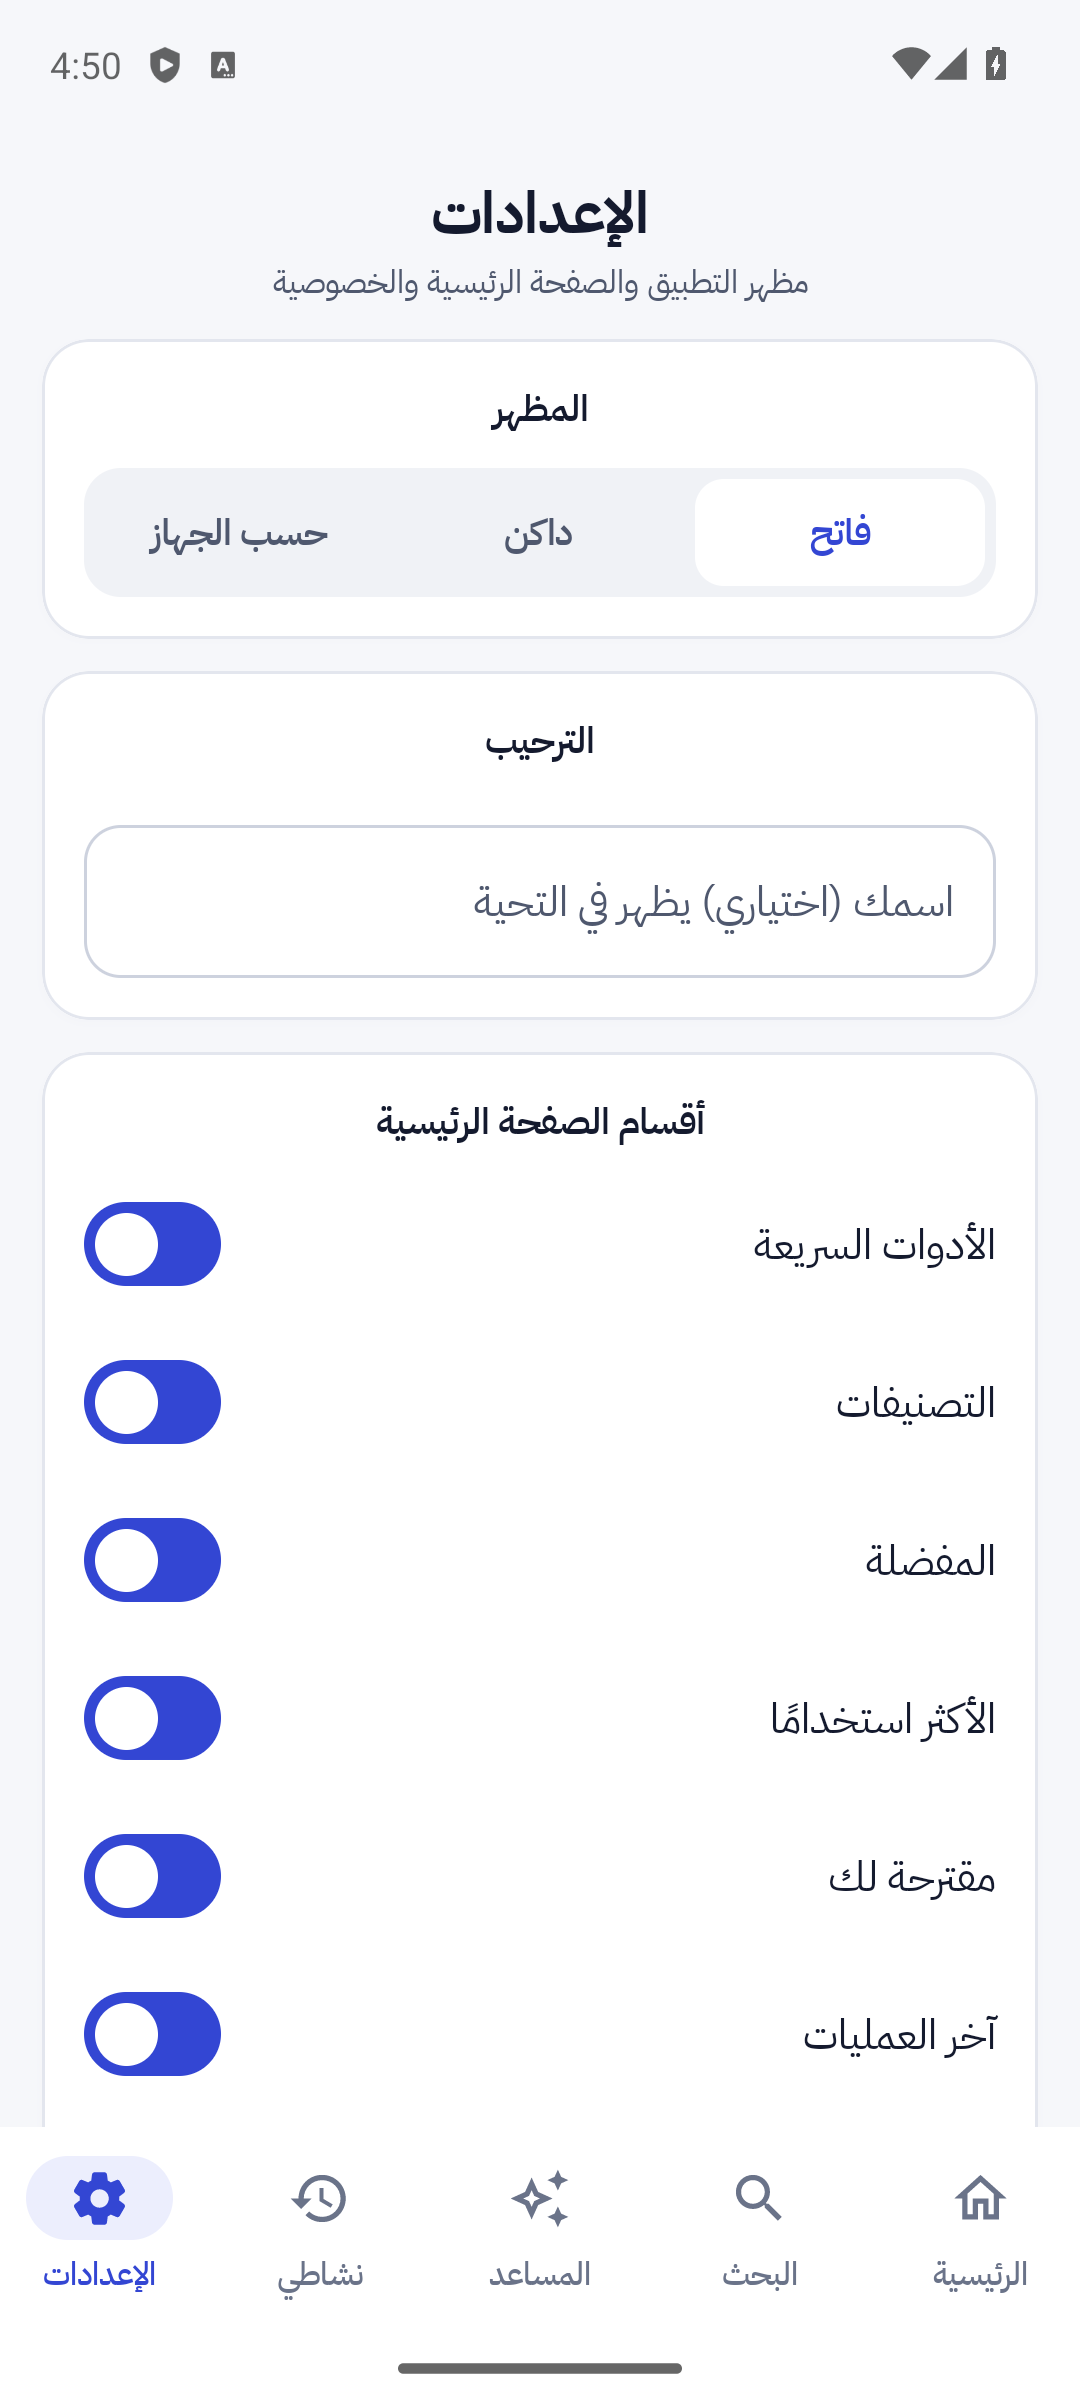 4:50
الإعدادات
مظهر التطبيق والصفحة الرئيسية والخصوصية
المظهر
فاتح داكن حسب الجهاز
الترحيب
اسمك (اختياري) يظهر في التحية
أقسام الصفحة الرئيسية
الأدوات السريعة
التصنيفات
المفضلة
الأكثر استخدامًا
مقترحة لك
آخر العمليات
الرئيسية البحث المساعد نشاطي الإعدادات